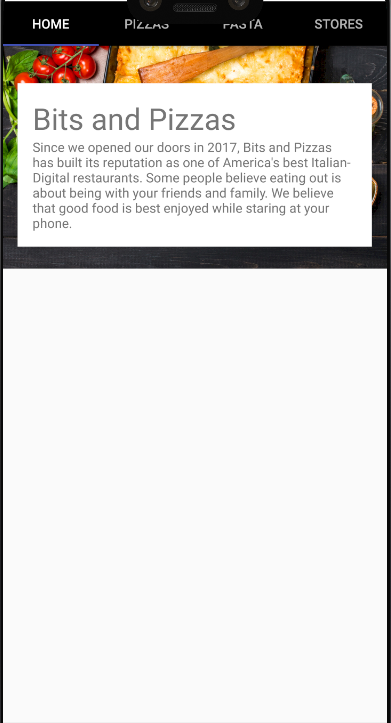 HOME PIZZAS PASTA STORES
Bits and Pizzas
Since we opened our doors in 2017, Bits and Pizzas
has built its reputation as one of America's best Italian-
Digital restaurants. Some people believe eating out is
about being with your friends and family. We believe
that good food is best enjoyed while staring at your
phone.